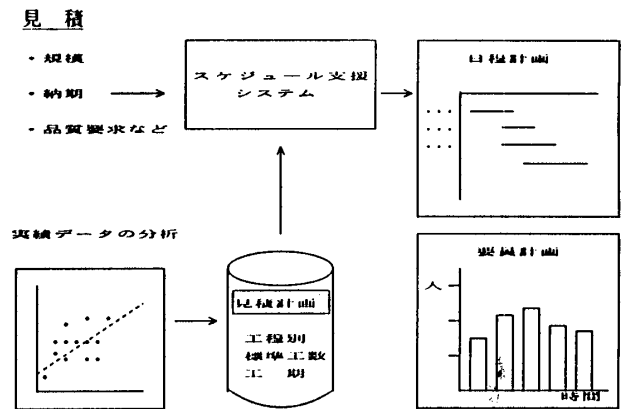 見 積
・規模
・納期
・品質要求など
スケジュール支援
システム
日程計画
実績データの分析
見積計画
工程別
標準工数
工 期
要員計画
人
時間